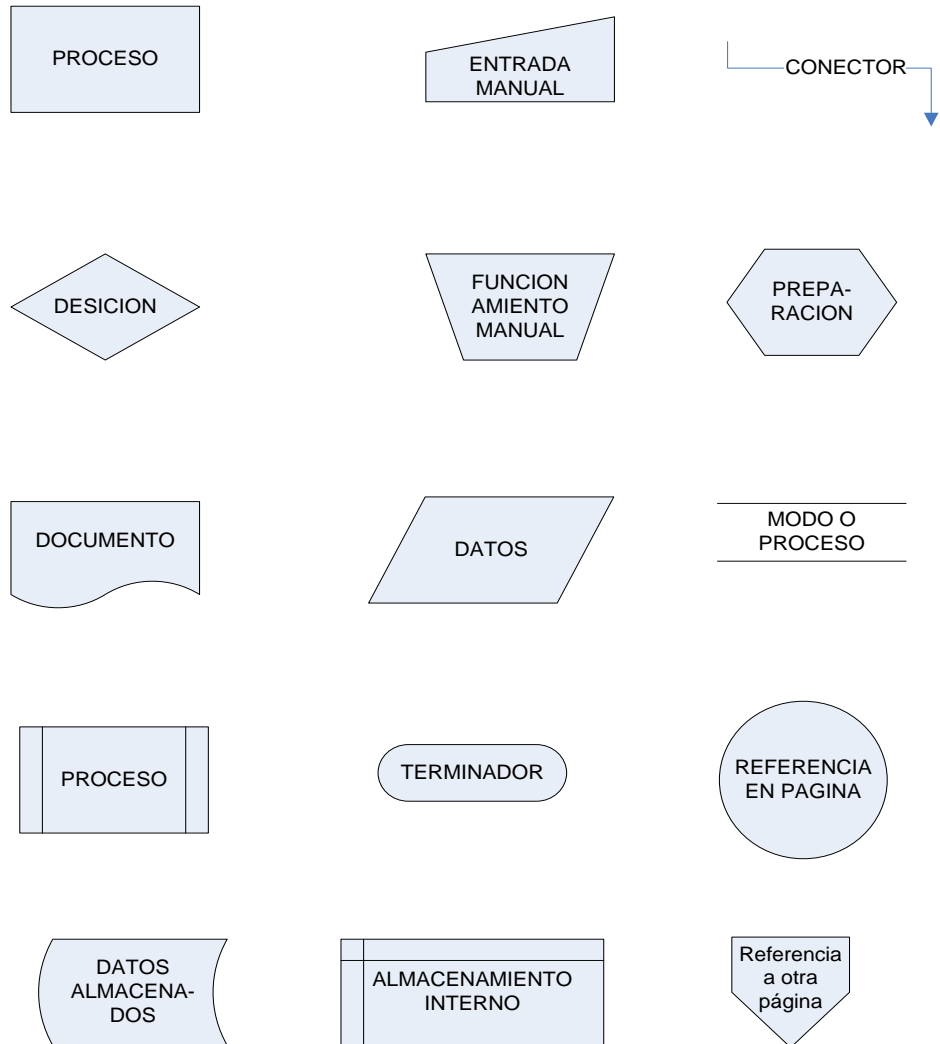 PROCESO
ENTRADA
MANUAL
CONECTOR
DESICION
FUNCION
AMIENTO
MANUAL
PREPA-
RACION
DOCUMENTO
DATOS
MODO O
PROCESO
PROCESO
TERMINADOR
REFERENCIA
EN PAGINA
DATOS
ALMACENA-
DOS
ALMACENAMIENTO
INTERNO
Referencia
a otra
página